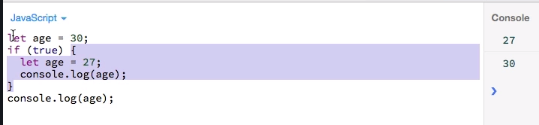 JavaScript
let age = 30;
if (true) {
let age = 27;
console.log(age);
}
console.log(age);
Console
27
30